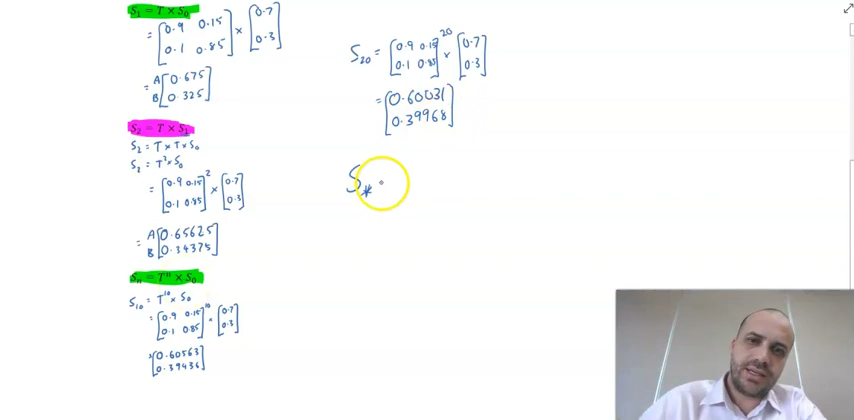 S₁ = T × S₀
= [0.9 0.15
0.1 0.85] × [0.7
0.3]
= A [0.675
B 0.325]
S₂ = T × S₁
S₂ = T × T × S₀
S₂ = T² × S₀
= [0.9 0.15
0.1 0.85]² × [0.7
0.3]
= A [0.65625
B 0.34375]
Sₙ = Tⁿ × S₀
S₁₀ = T¹⁰ × S₀
= [0.9 0.15
0.1 0.85]¹⁰ × [0.7
0.3]
= [0.60563
0.39436]
S₂₀ = [0.9 0.15
0.1 0.85]²⁰ × [0.7
0.3]
= [0.60031
0.39968]
S*